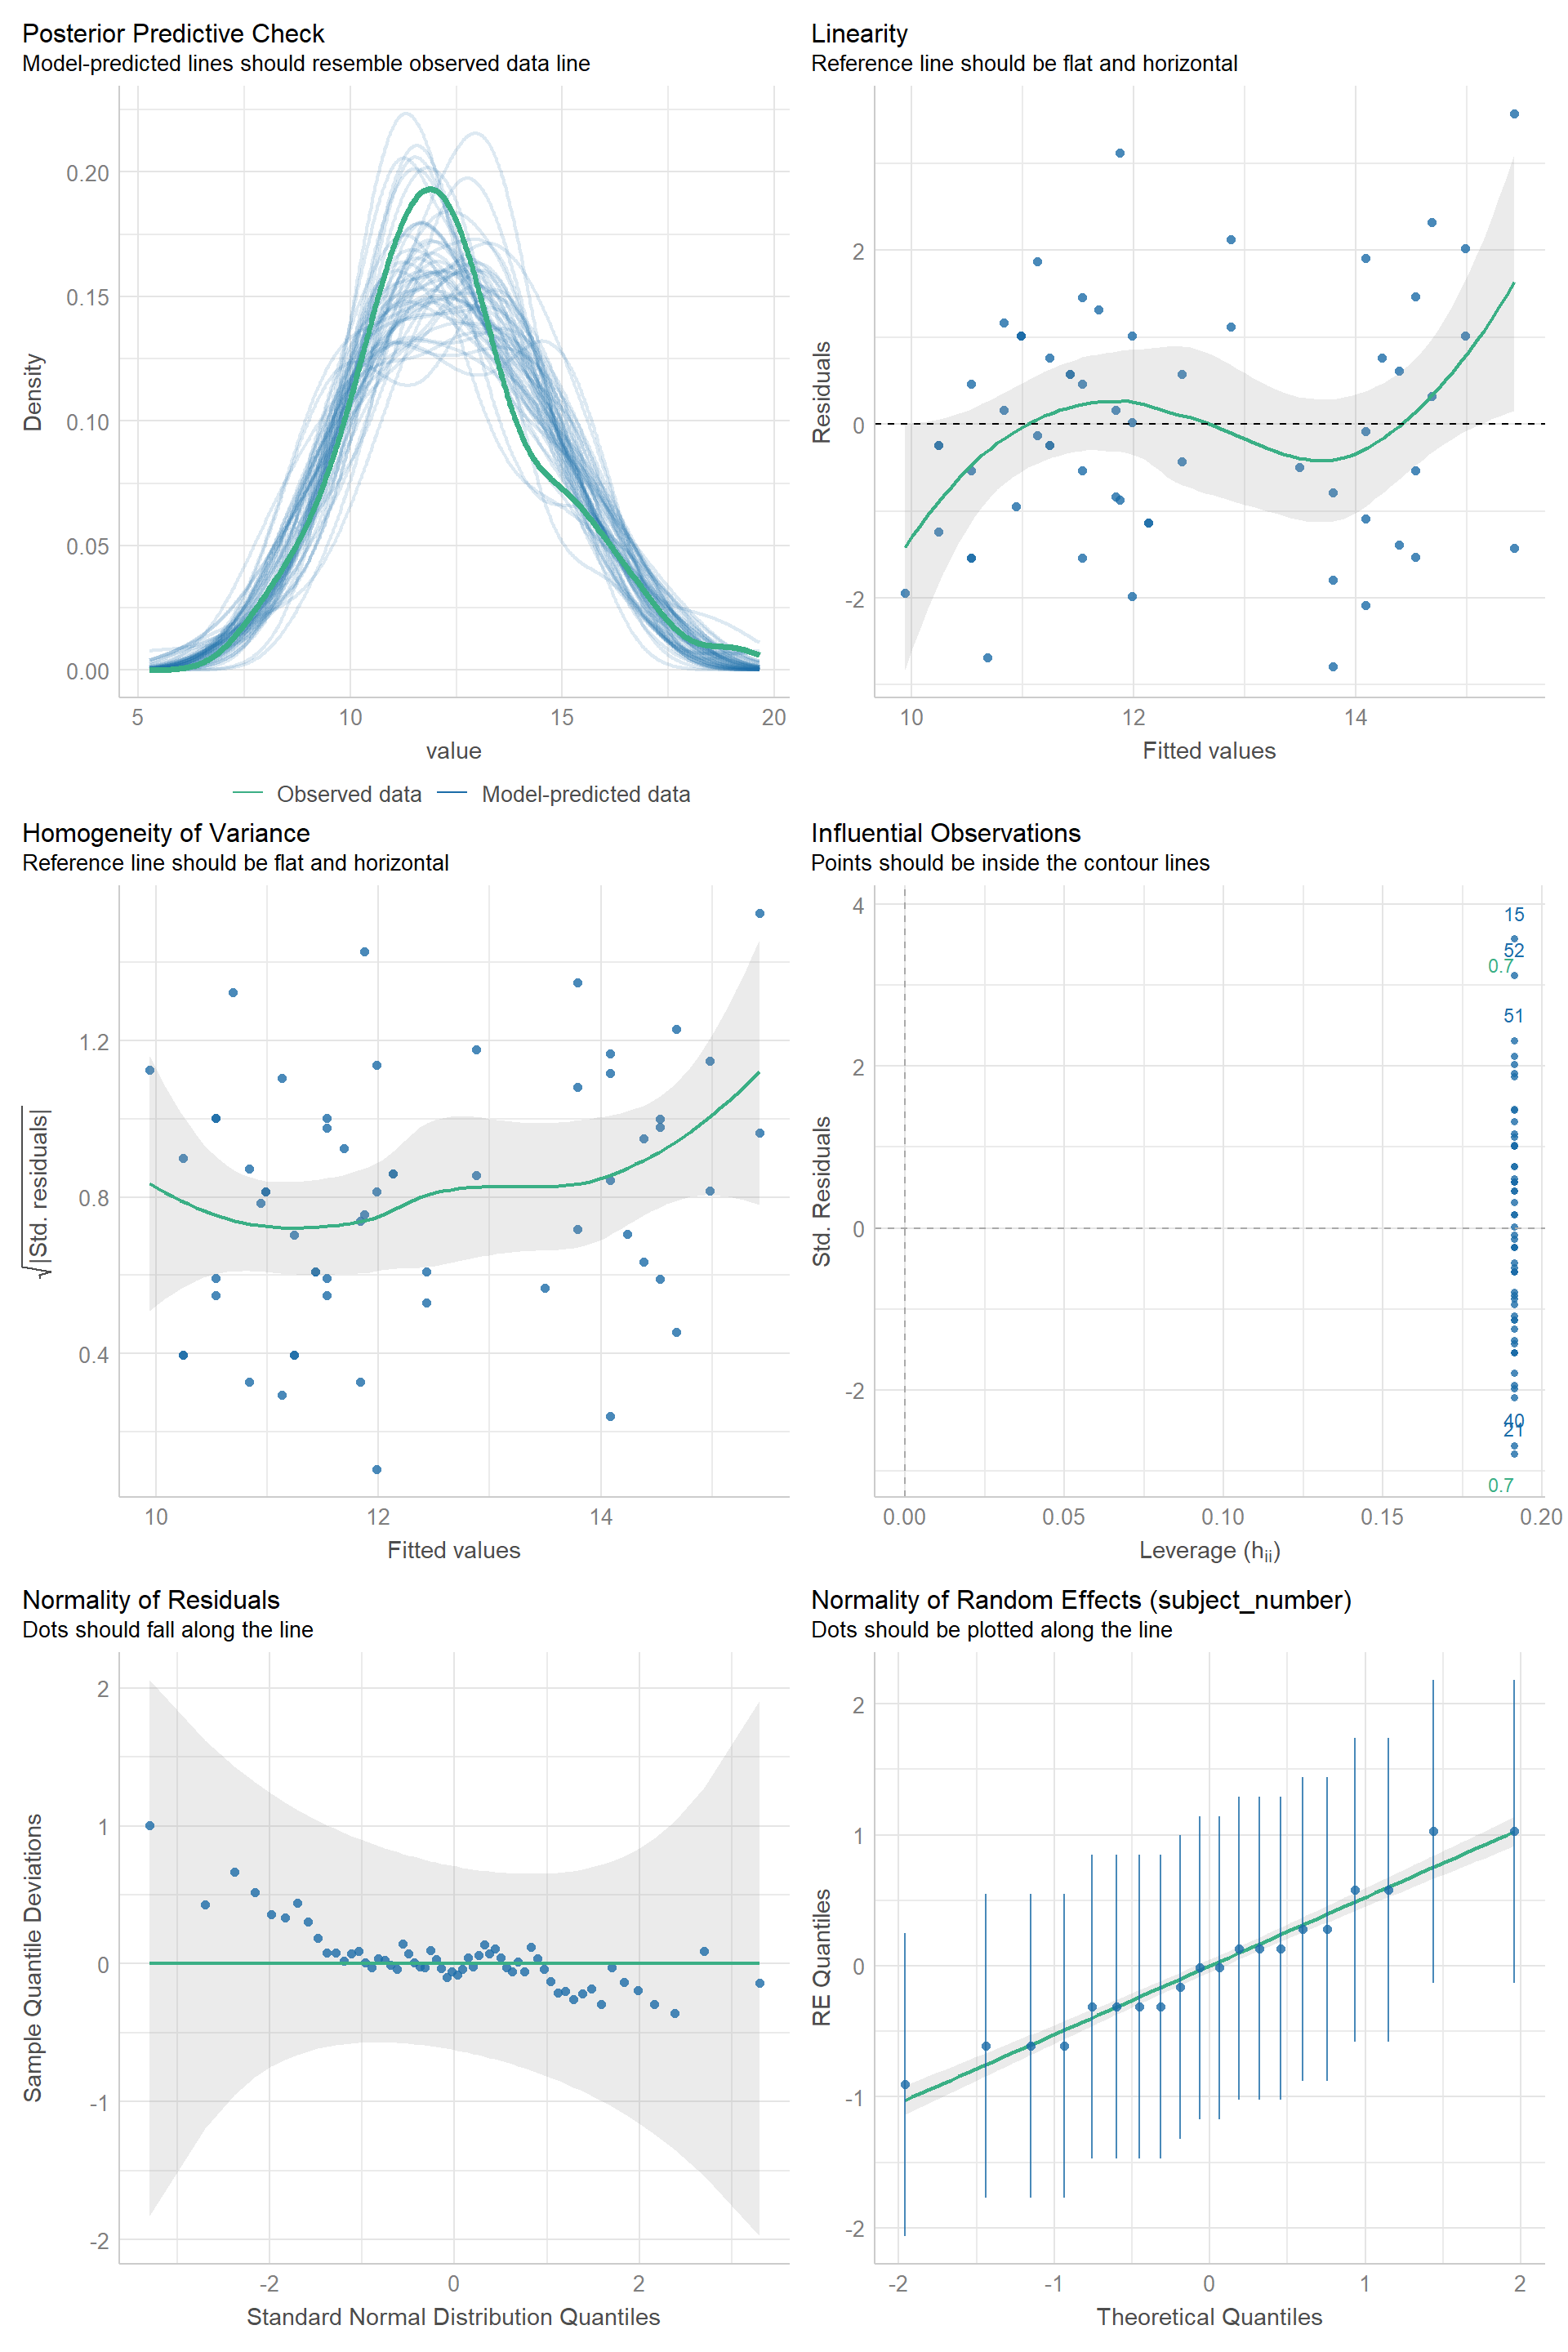 Posterior Predictive Check
Model-predicted lines should resemble observed data line
0.20
0.15
0.10
0.05
0.00
Density
5
10
15
20
value
Observed data
Model-predicted data
Linearity
Reference line should be flat and horizontal
2
0
-2
Residuals
10
12
14
Fitted values
Homogeneity of Variance
Reference line should be flat and horizontal
1.2
0.8
0.4
√|Std. residuals|
10
12
14
Fitted values
Influential Observations
Points should be inside the contour lines
4
2
0
-2
Std. Residuals
15
52
0.7
51
40
21
0.7
0.00
0.05
0.10
0.15
0.20
Leverage (hii)
Normality of Residuals
Dots should fall along the line
2
1
0
-1
-2
Sample Quantile Deviations
-2
0
2
Standard Normal Distribution Quantiles
Normality of Random Effects (subject_number)
Dots should be plotted along the line
2
1
0
-1
-2
RE Quantiles
-2
-1
0
1
2
Theoretical Quantiles